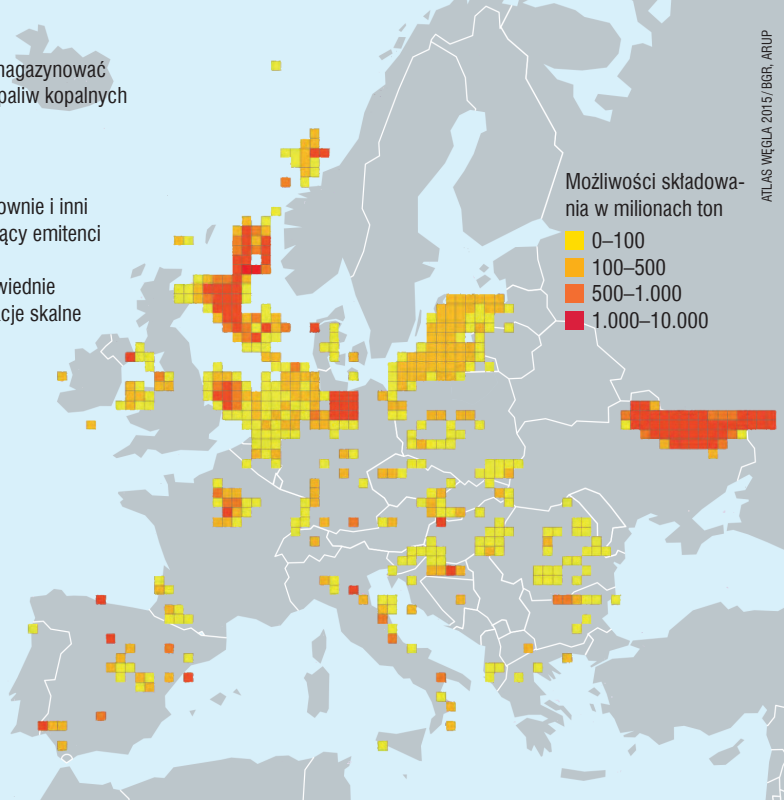 magazynować
paliw kopalnych
ownie i inni
ący emitenci
wiednie
acje skalne
Możliwości składowa-
nia w milionach ton
0–100
100–500
500–1.000
1.000–10.000
ATLAS WĘGLA 2015/ BGR, ARUP